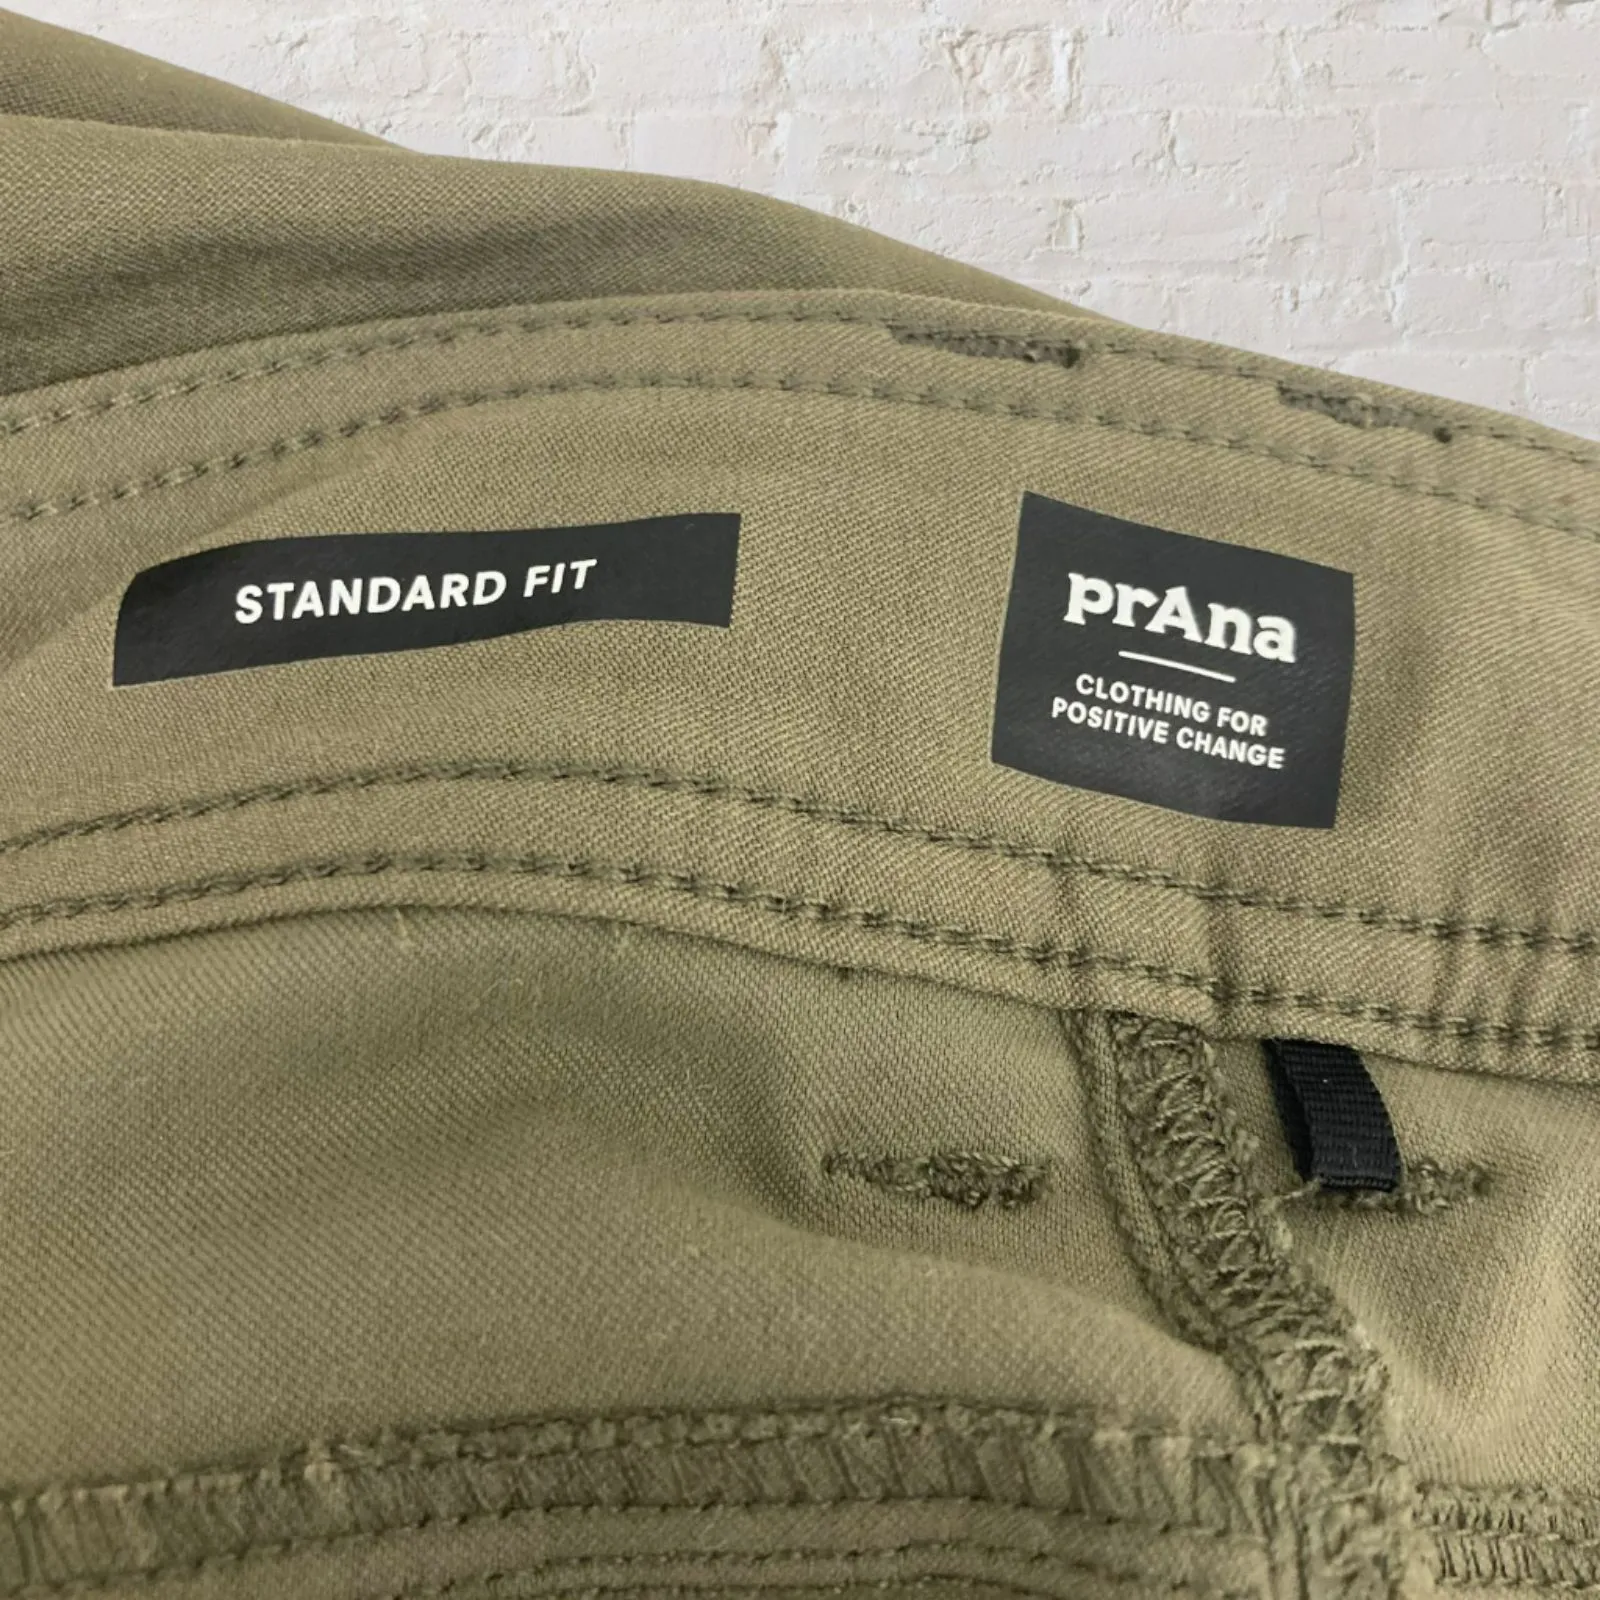 STANDARD FIT
prAna
CLOTHING FOR
POSITIVE CHANGE